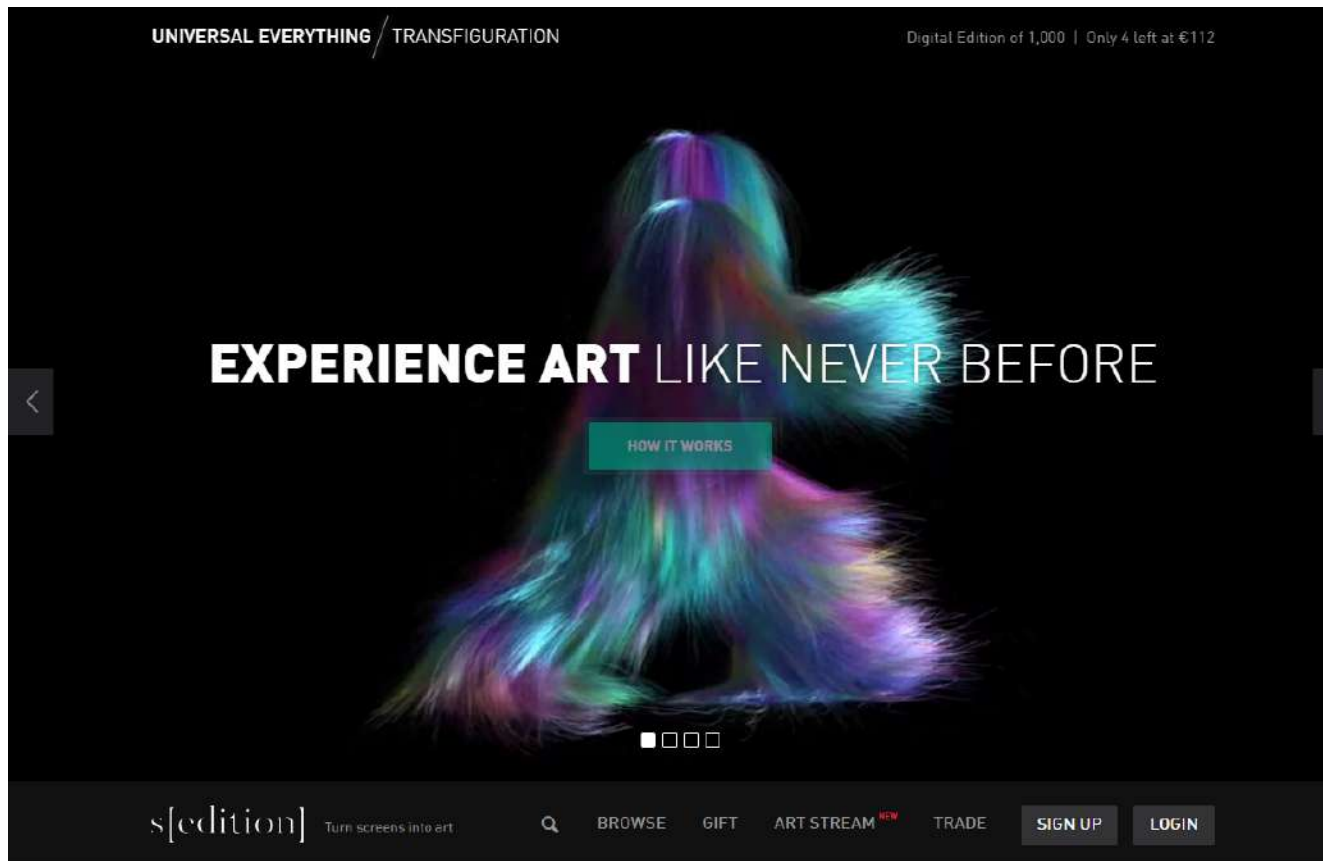 UNIVERSAL EVERYTHING / TRANSFIGURATION
Digital Edition of 1,000 | Only 4 left at €112
EXPERIENCE ART LIKE NEVER BEFORE
HOW IT WORKS
s[edition] Turn screens into art BROWSE GIFT ART STREAM NEW TRADE SIGN UP LOGIN